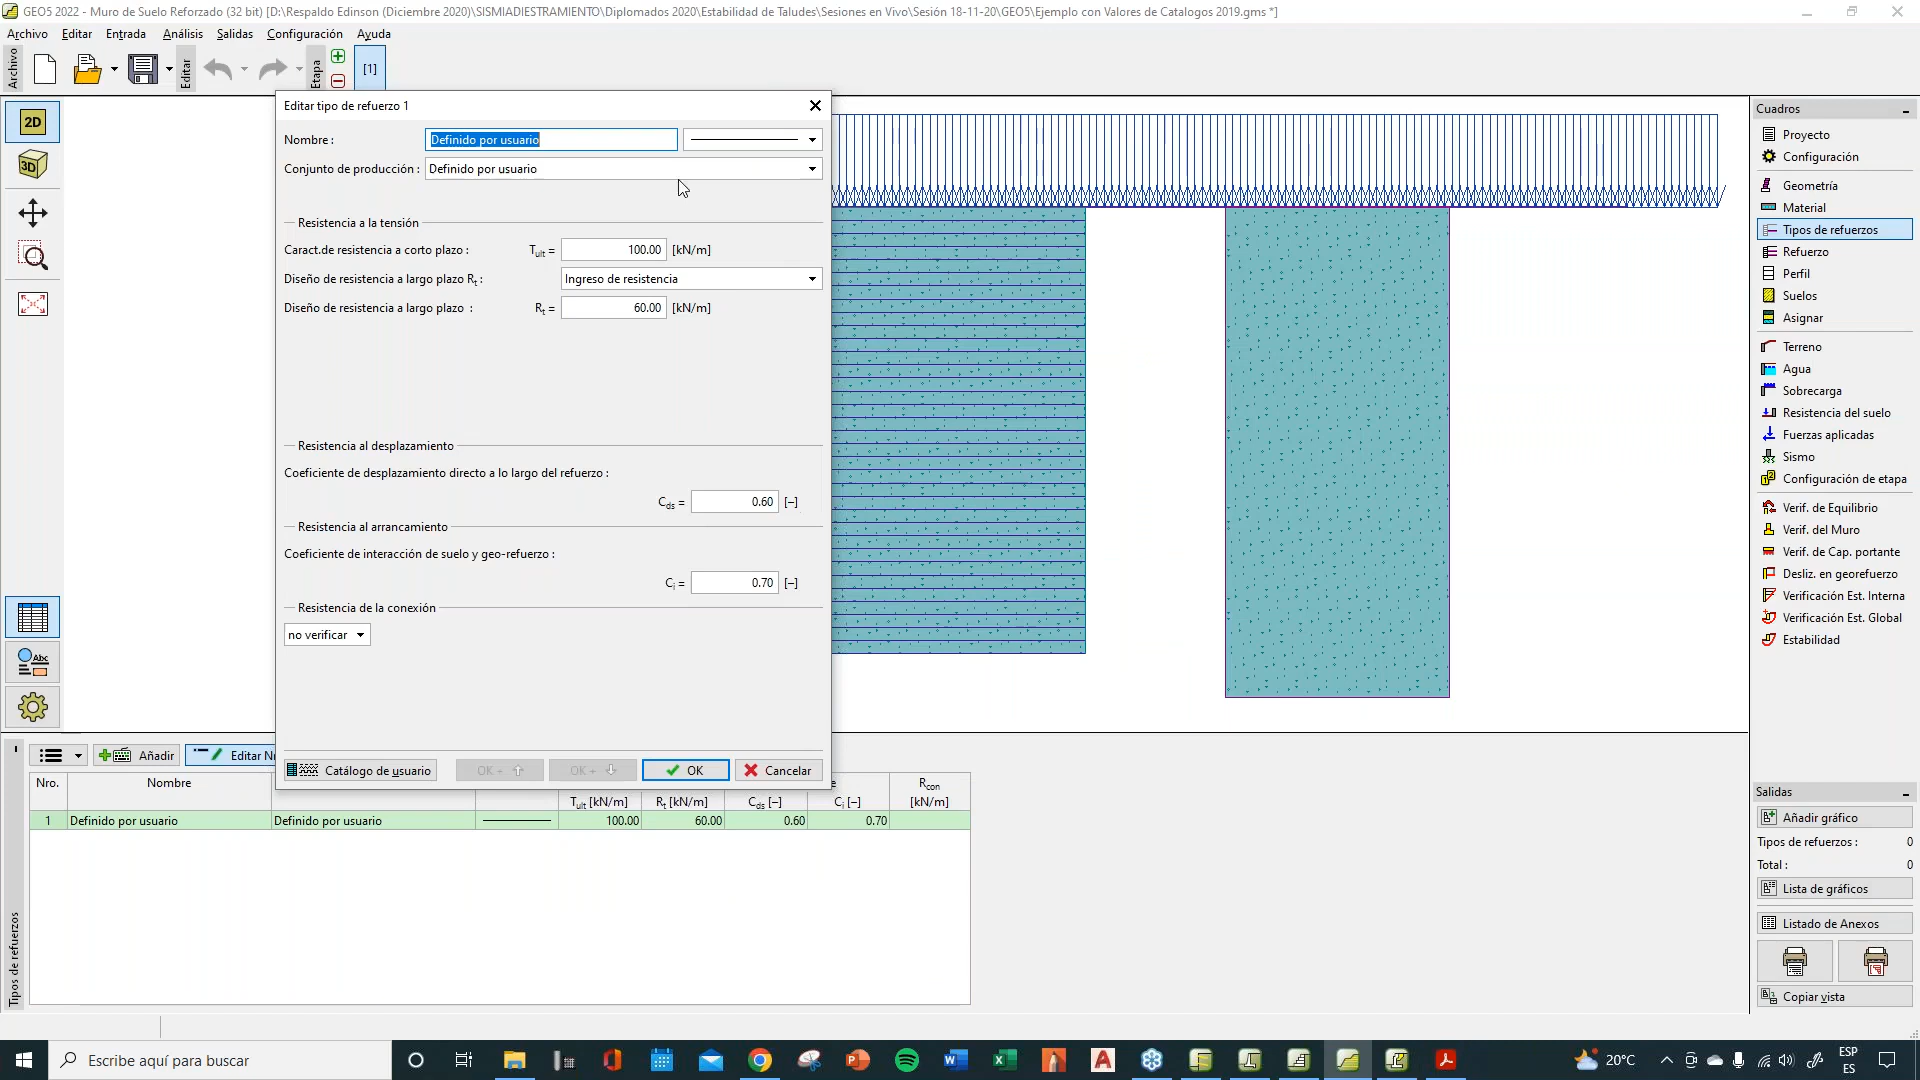 GEO5 2022 - Muro de Suelo Reforzado (32 bit) [D:\Respaldo Edinson (Diciembre 2020)\SISMIADIESTRAMIENTO\Diplomados 2020\Estabilidad de Taludes\Sesiones en Vivo\Sesión 18-11-20\GEO5\Ejemplo con Valores de Catalogos 2019.gms *]
Archivo Editar Entrada Análisis Salidas Configuración Ayuda
Archivo
Editar
Etapa
[1]
2D
3D
Abc
Editar tipo de refuerzo 1
Nombre : Definido por usuario
Conjunto de producción : Definido por usuario
Resistencia a la tensión
Caract.de resistencia a corto plazo : Tult = 100.00 [kN/m]
Diseño de resistencia a largo plazo Rt : Ingreso de resistencia
Diseño de resistencia a largo plazo : Rt = 60.00 [kN/m]
Resistencia al desplazamiento
Coeficiente de desplazamiento directo a lo largo del refuerzo :
Cds = 0.60 [–]
Resistencia al arrancamiento
Coeficiente de interacción de suelo y geo-refuerzo :
Ci = 0.70 [–]
Resistencia de la conexión
no verificar
Catálogo de usuario OK + OK + OK Cancelar
Cuadros
Proyecto
Configuración
Geometría
Material
Tipos de refuerzos
Refuerzo
Perfil
Suelos
Asignar
Terreno
Agua
Sobrecarga
Resistencia del suelo
Fuerzas aplicadas
Sismo
Configuración de etapa
Verif. de Equilibrio
Verif. del Muro
Verif. de Cap. portante
Desliz. en georefuerzo
Verificación Est. Interna
Verificación Est. Global
Estabilidad
Añadir Editar N
Nro. Nombre Rcon
Tult [kN/m] Rt [kN/m] Cds [–] Ci [–] [kN/m]
1 Definido por usuario Definido por usuario 100.00 60.00 0.60 0.70
Tipos de refuerzos
Salidas
Añadir gráfico
Tipos de refuerzos : 0
Total : 0
Lista de gráficos
Listado de Anexos
Copiar vista
Escribe aquí para buscar
20°C
ESP
ES